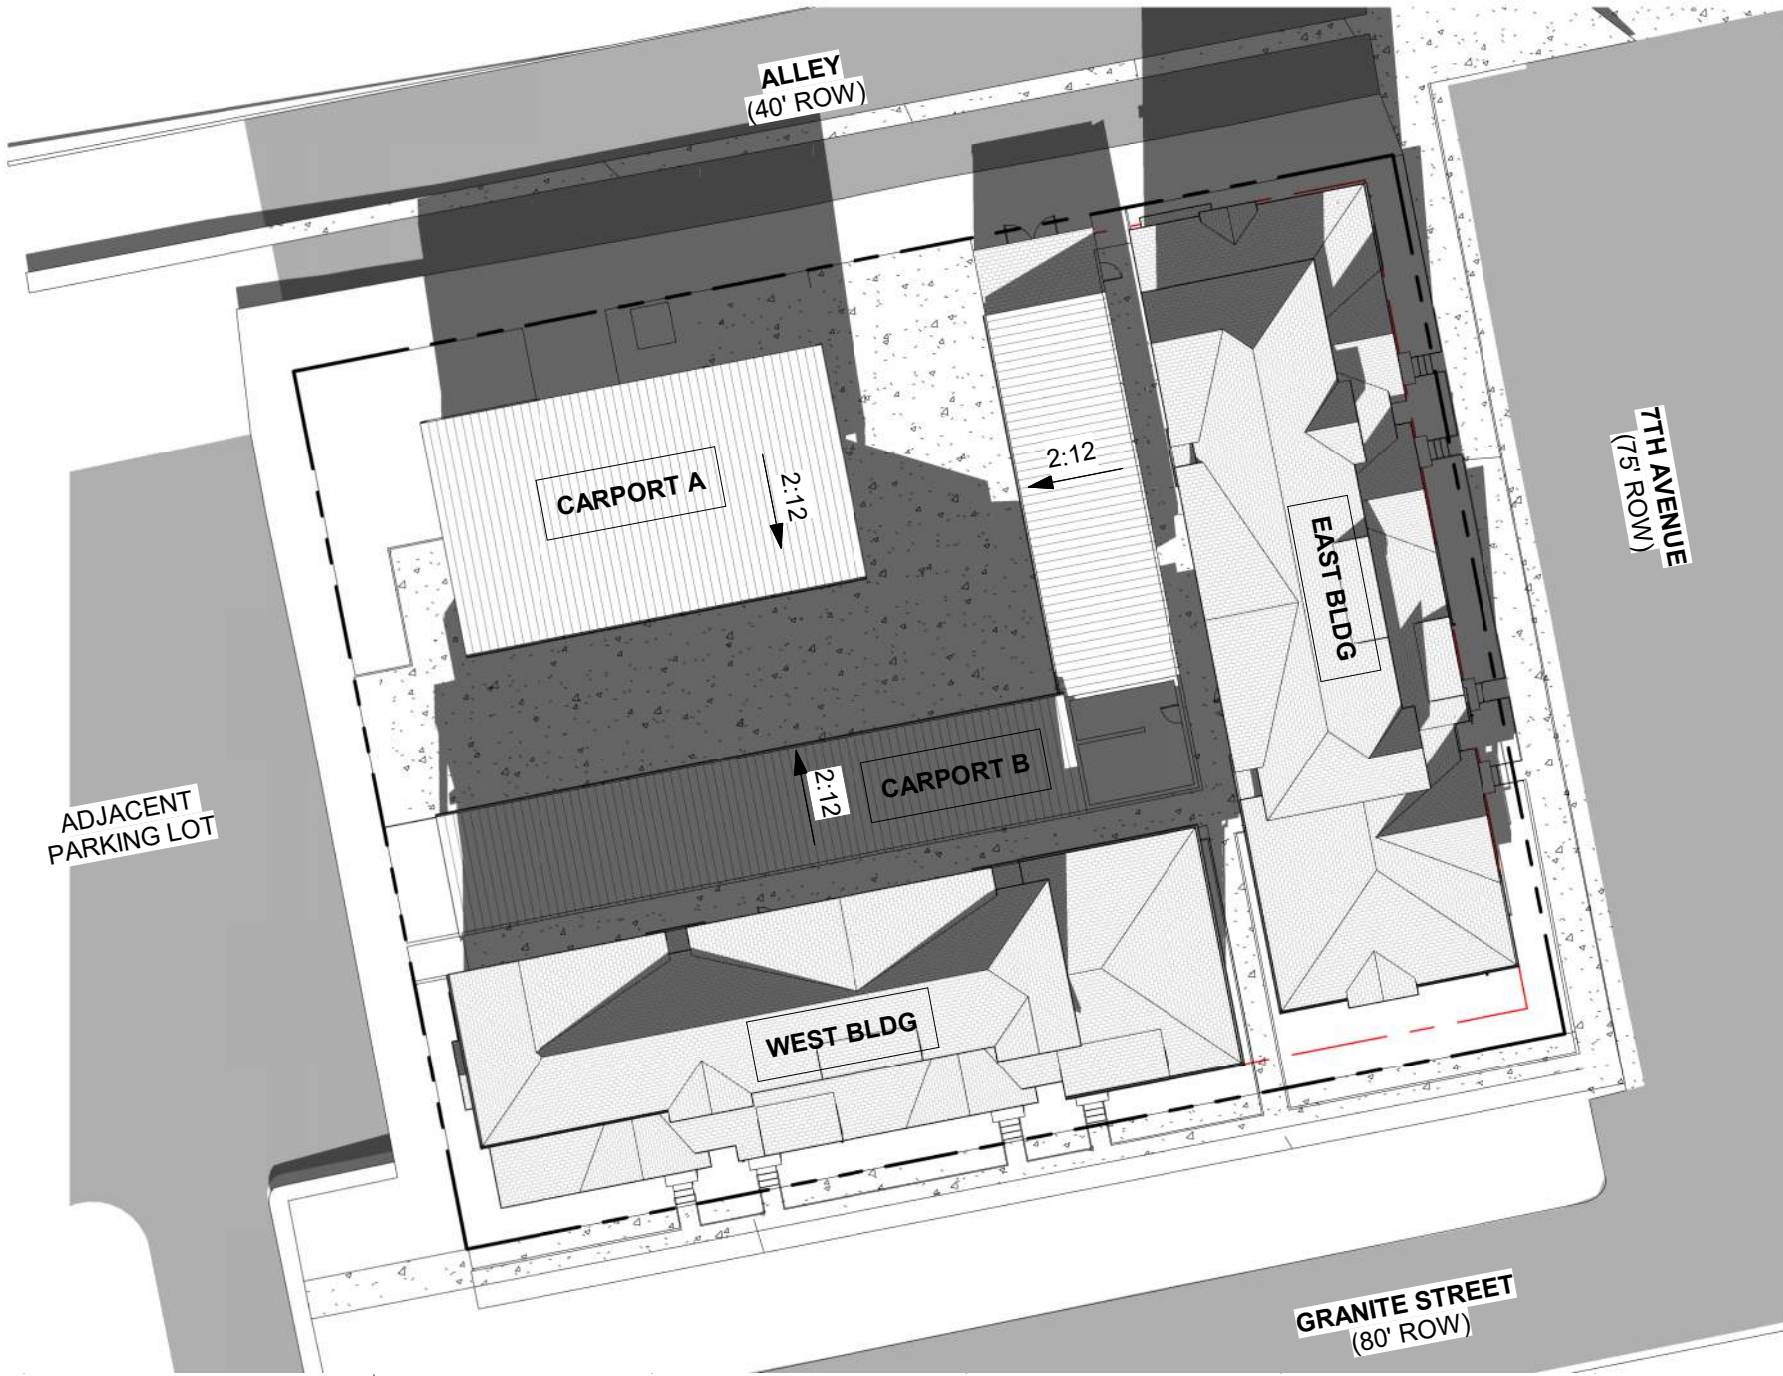 ALLEY
(40' ROW)
2:12
CARPORT A
2:12
7TH AVENUE
(75' ROW)
EAST BLDG
CARPORT B
2:12
ADJACENT
PARKING LOT
WEST BLDG
GRANITE STREET
(80' ROW)